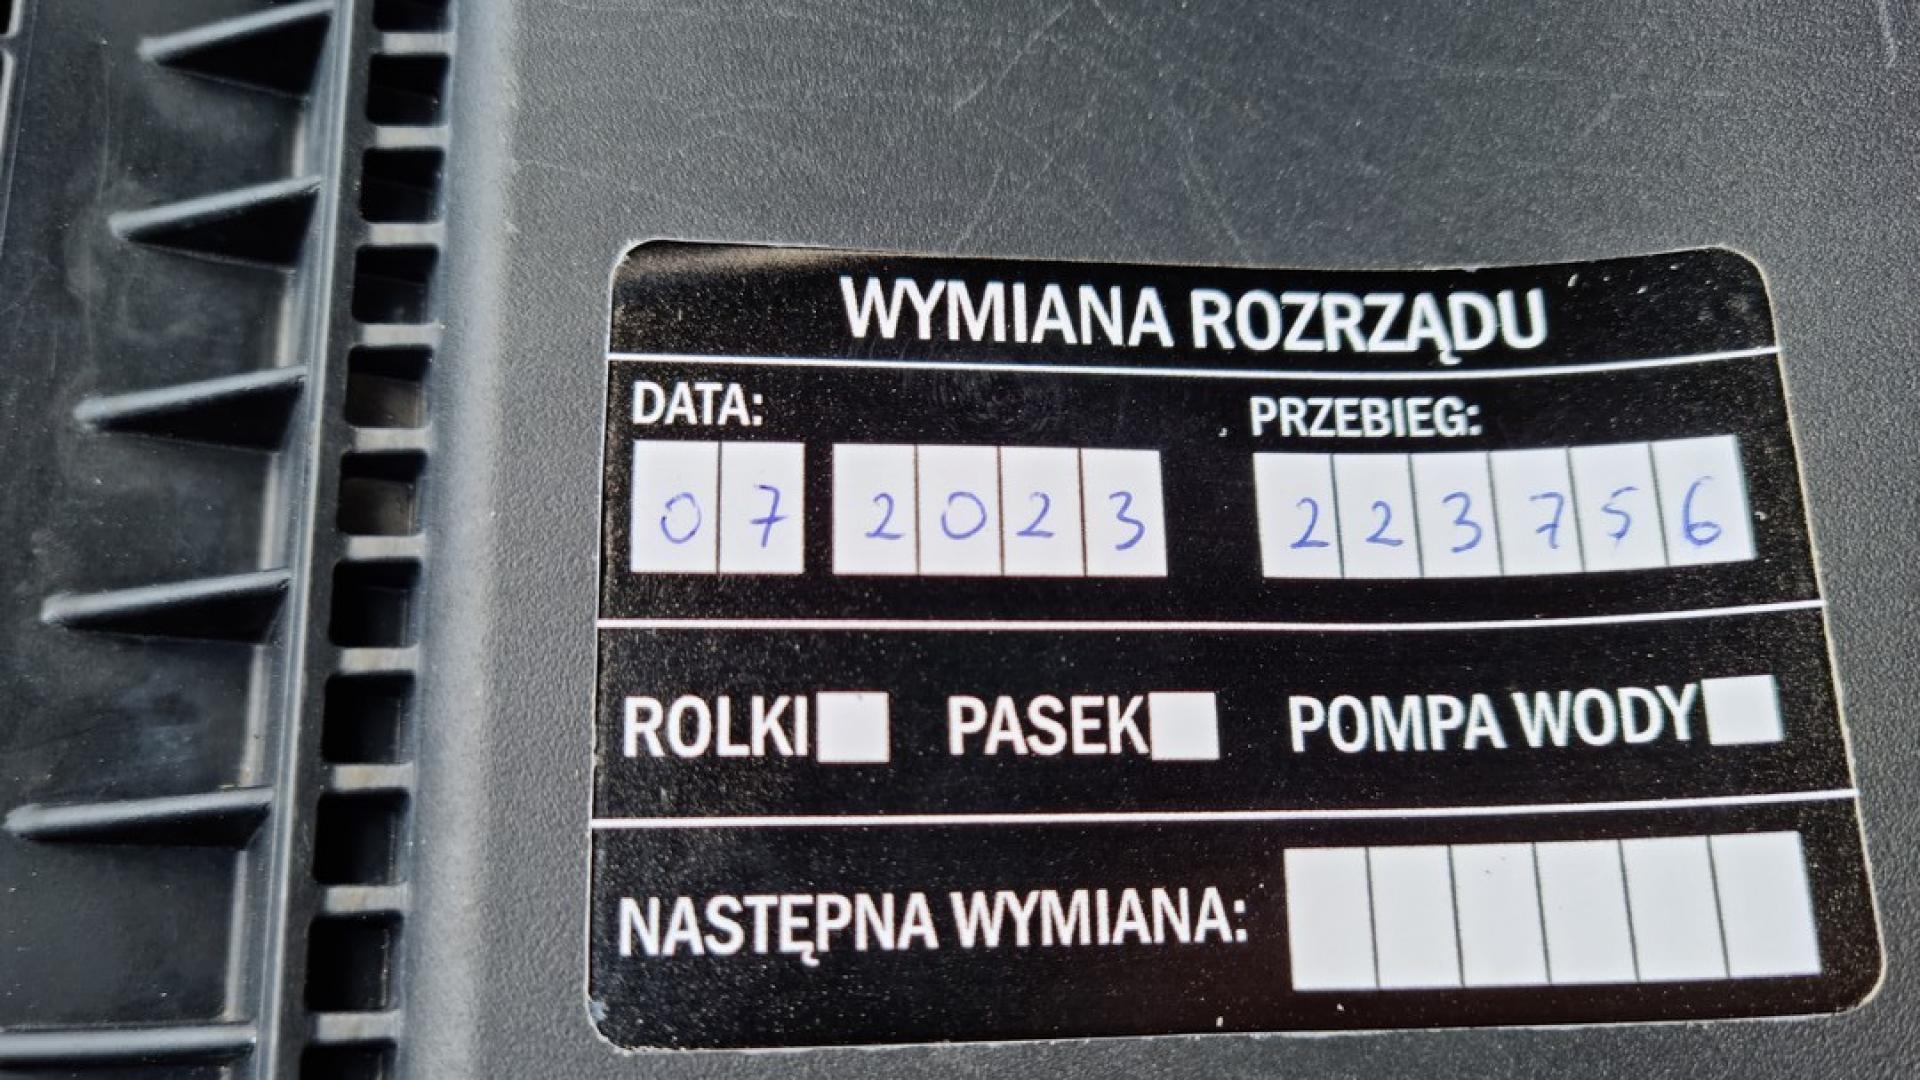 WYMIANA ROZRZĄDU
DATA: PRZEBIEG:
07 2023 223756
ROLKI PASEK POMPA WODY
NASTĘPNA WYMIANA: